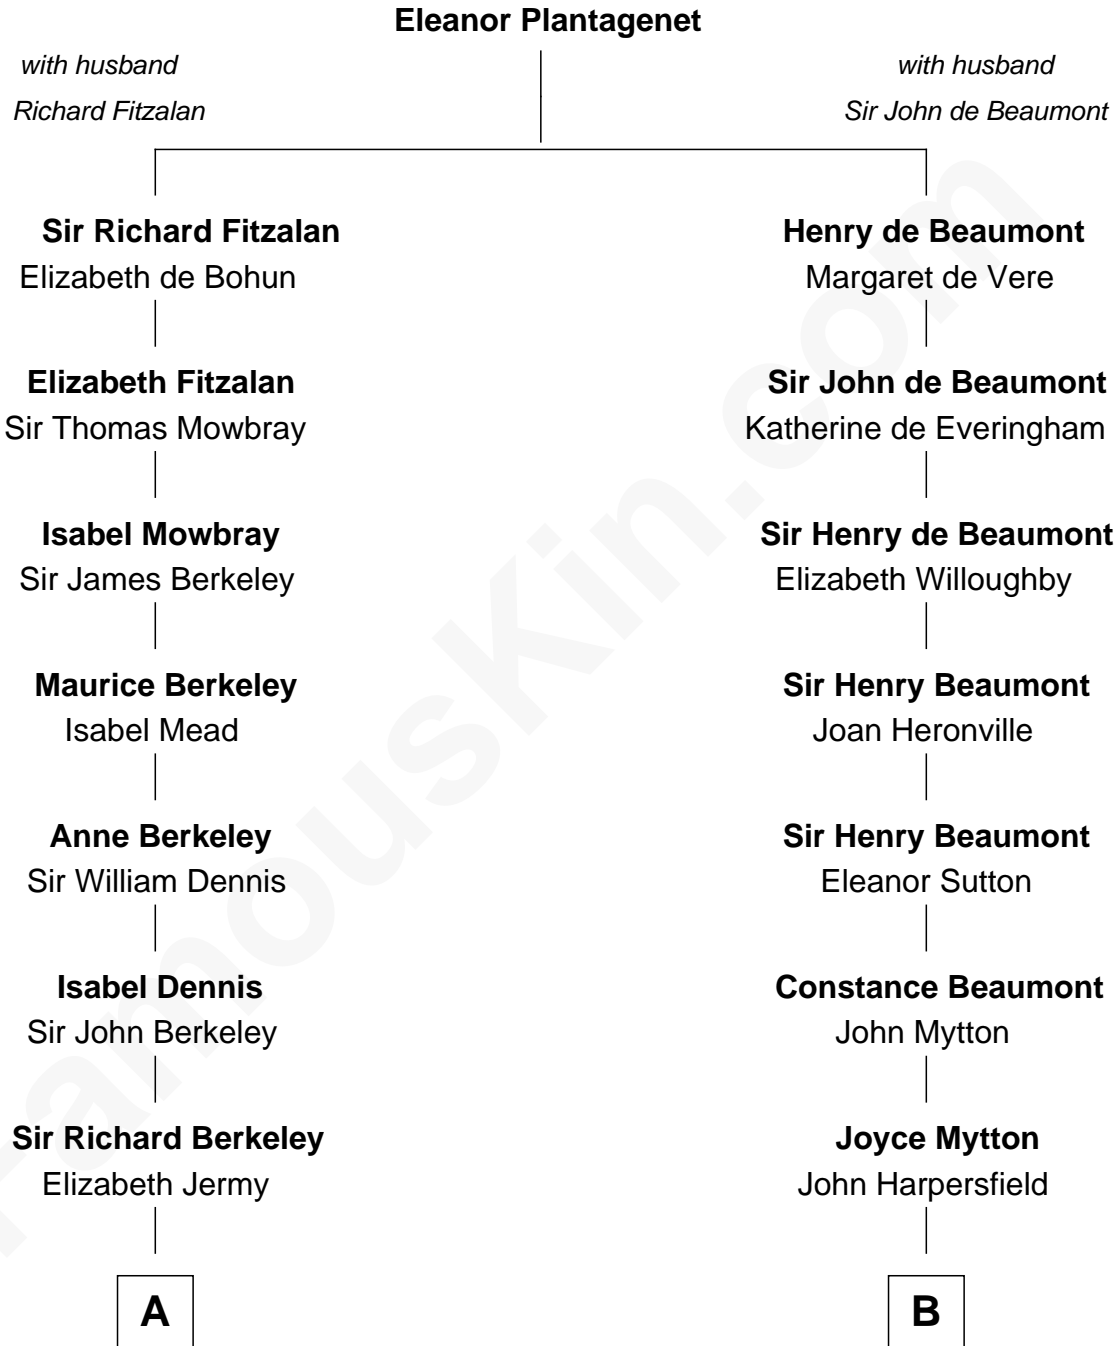 Eleanor Plantagenet
with husband
Richard Fitzalan
with husband
Sir John de Beaumont
Sir Richard Fitzalan
Elizabeth de Bohun
Henry de Beaumont
Margaret de Vere
Elizabeth Fitzalan
Sir Thomas Mowbray
Sir John de Beaumont
Katherine de Everingham
Isabel Mowbray
Sir James Berkeley
Sir Henry de Beaumont
Elizabeth Willoughby
Maurice Berkeley
Isabel Mead
Sir Henry Beaumont
Joan Heronville
Anne Berkeley
Sir William Dennis
Sir Henry Beaumont
Eleanor Sutton
Isabel Dennis
Sir John Berkeley
Constance Beaumont
John Mytton
Sir Richard Berkeley
Elizabeth Jermy
Joyce Mytton
John Harpersfield
A
B
FamousKin.com